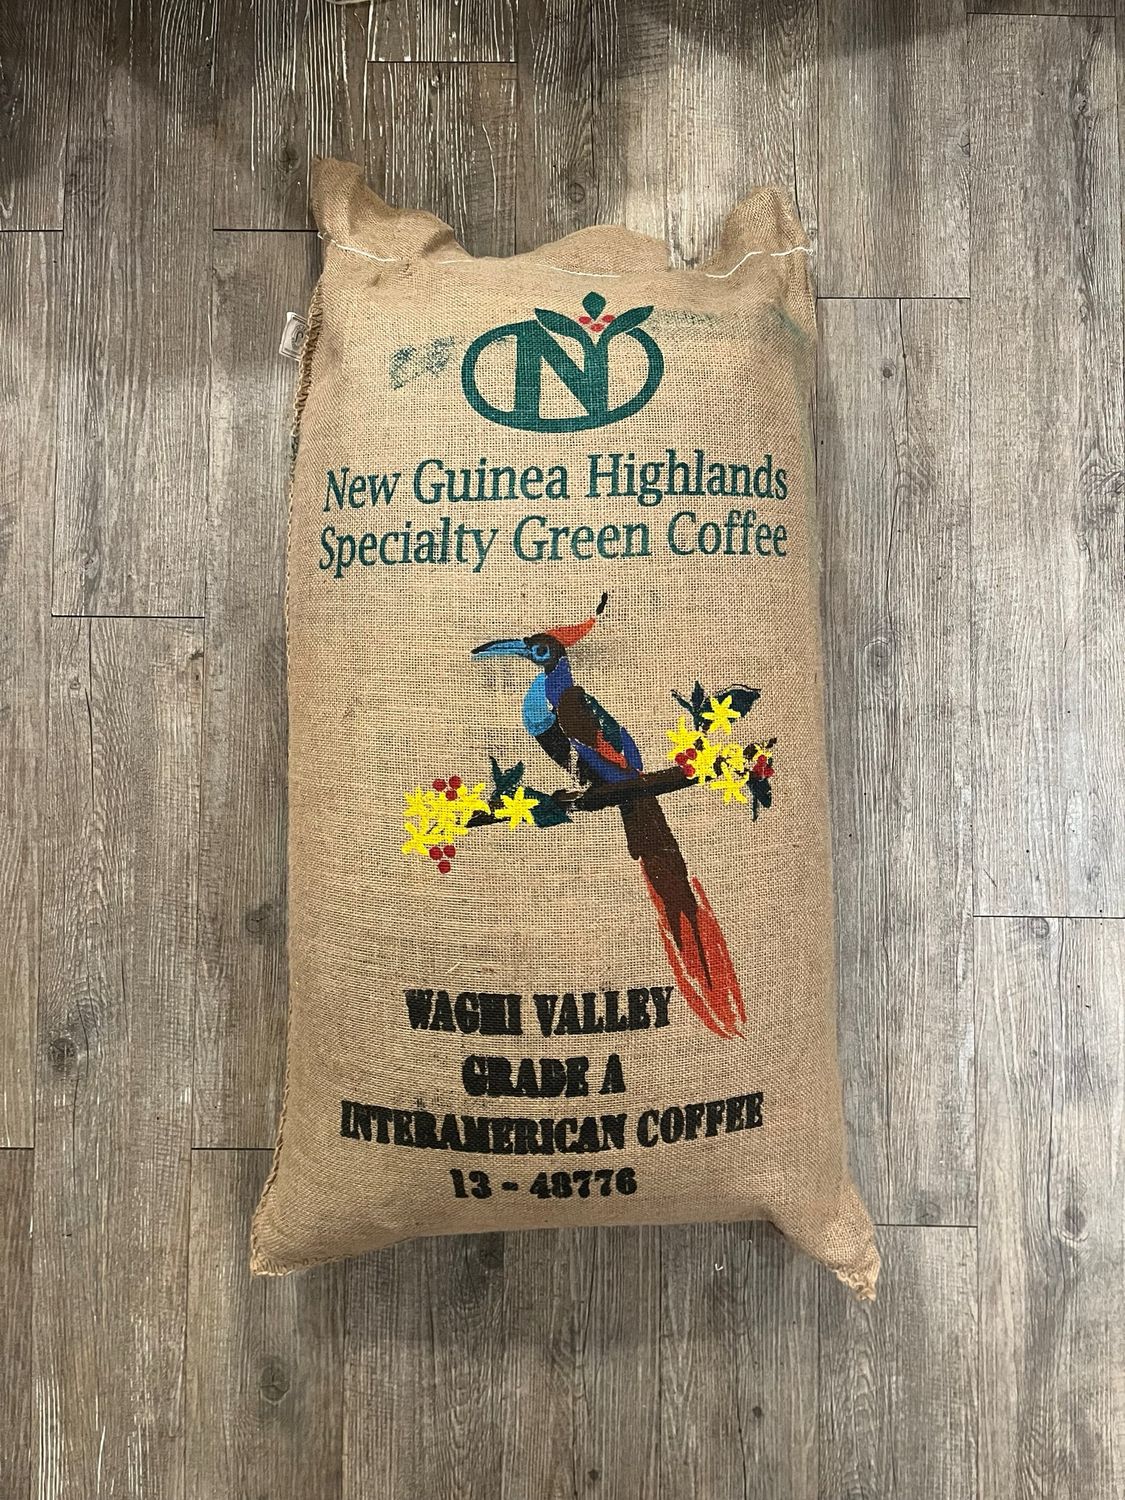 N
New Guinea Highlands
Specialty Green Coffee
WAGHI VALLEY
GRADE A
INTERAMERICAN COFFEE
13 - 48776